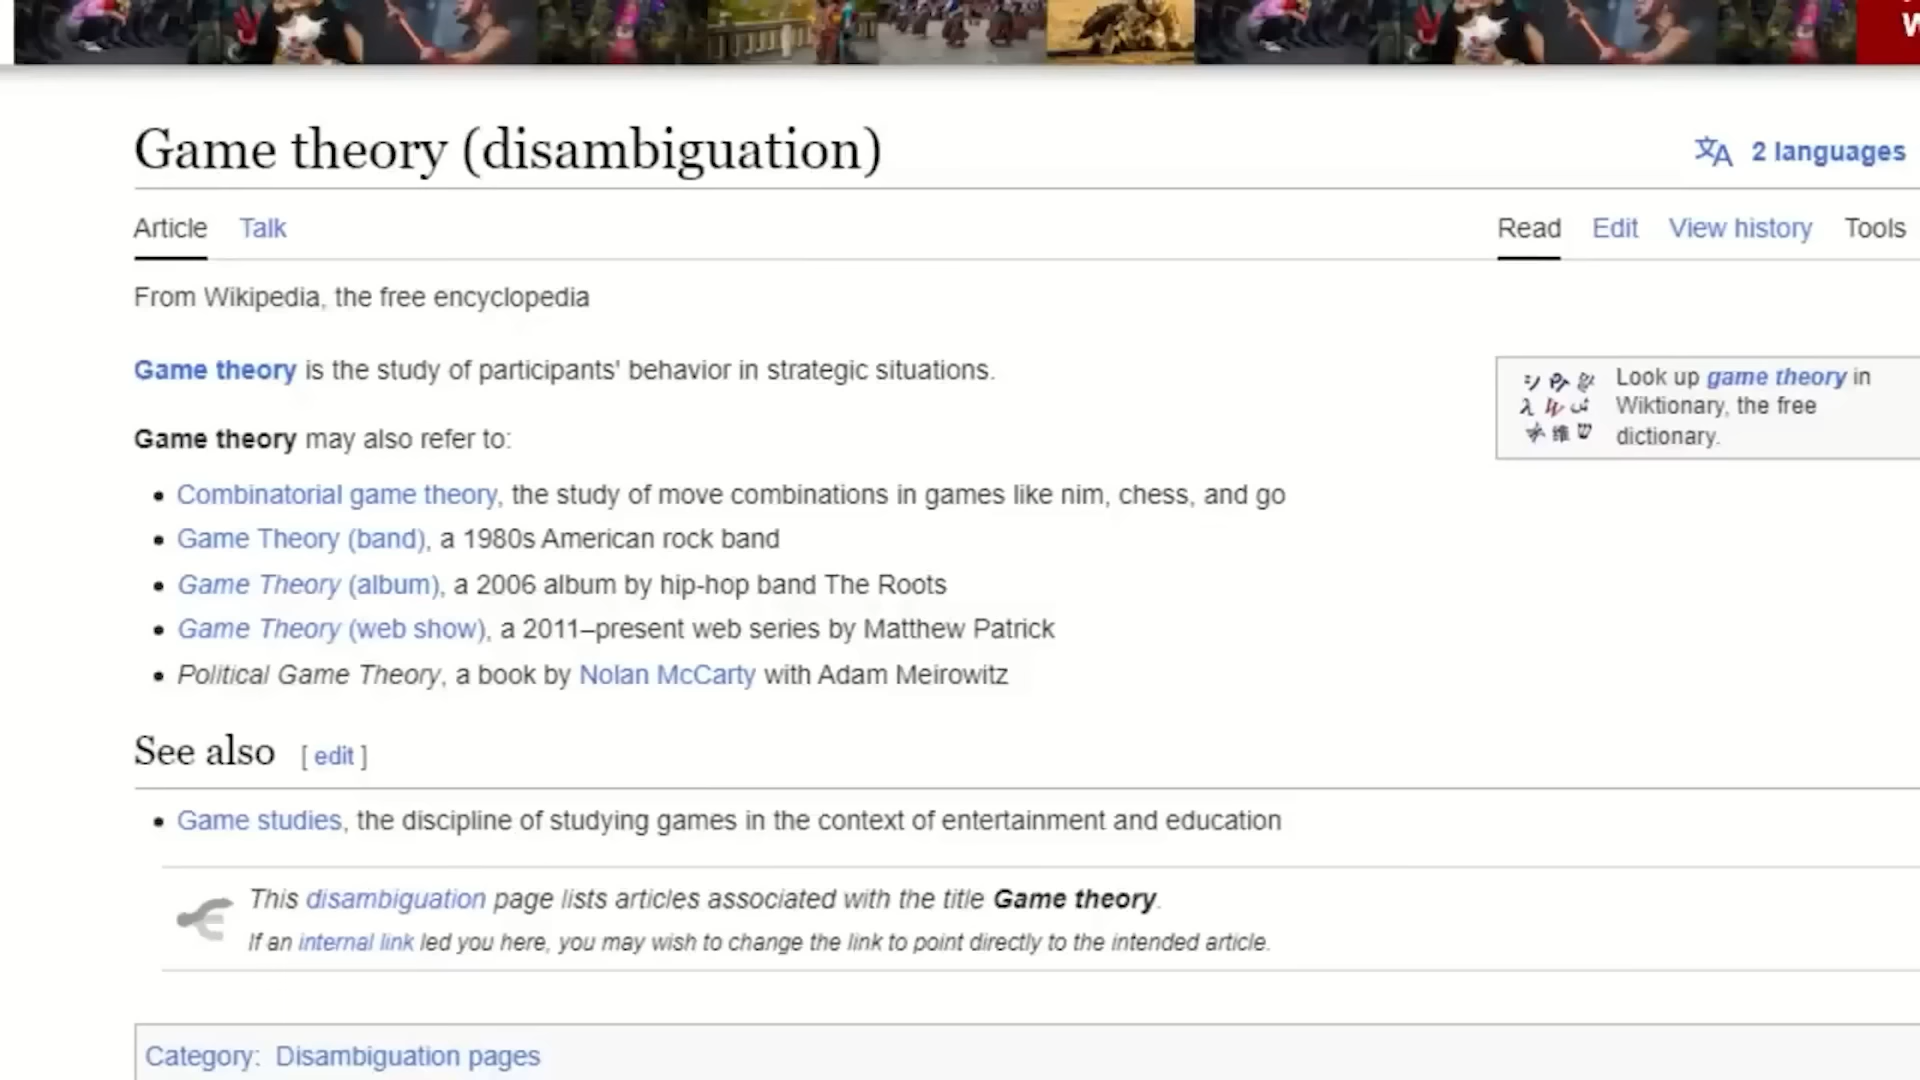 W
Game theory (disambiguation)
2 languages
Article Talk
Read Edit View history Tools
From Wikipedia, the free encyclopedia
Game theory is the study of participants' behavior in strategic situations.
Look up game theory in
Wiktionary, the free
dictionary.
Game theory may also refer to:
• Combinatorial game theory, the study of move combinations in games like nim, chess, and go
• Game Theory (band), a 1980s American rock band
• Game Theory (album), a 2006 album by hip-hop band The Roots
• Game Theory (web show), a 2011–present web series by Matthew Patrick
• Political Game Theory, a book by Nolan McCarty with Adam Meirowitz
See also [ edit ]
• Game studies, the discipline of studying games in the context of entertainment and education
This disambiguation page lists articles associated with the title Game theory.
If an internal link led you here, you may wish to change the link to point directly to the intended article.
Category: Disambiguation pages